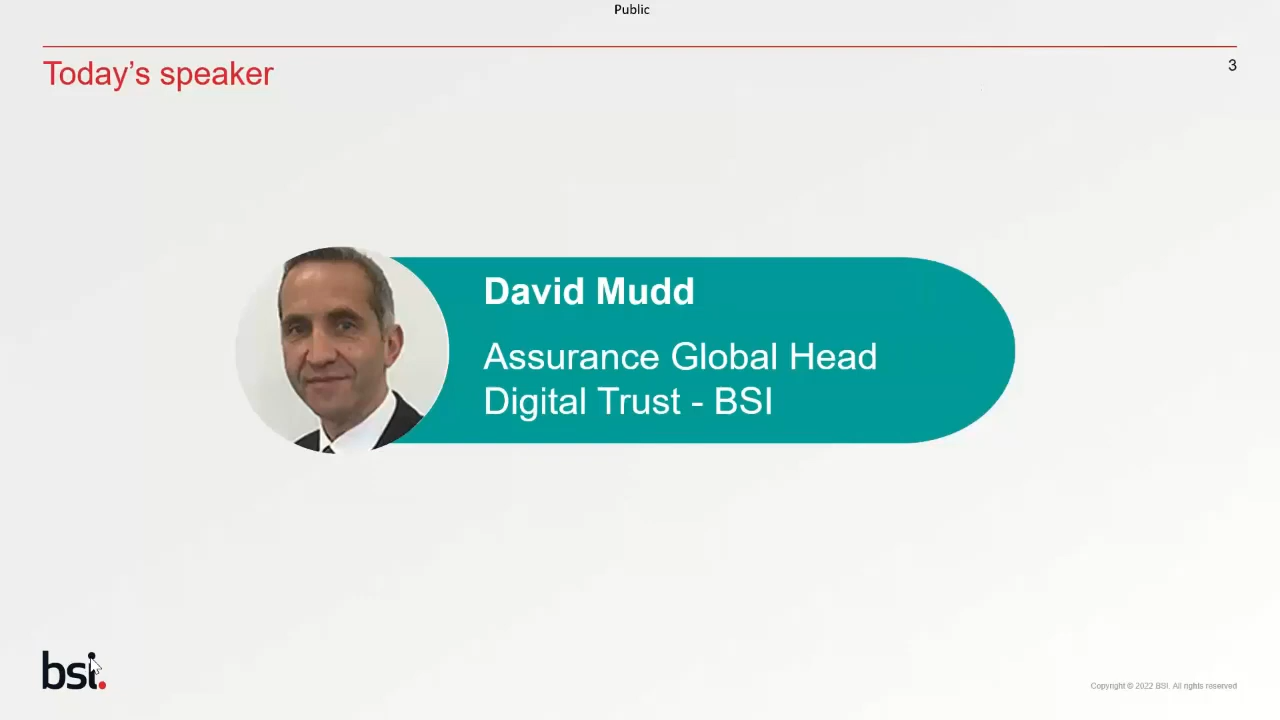 Public
Today's speaker
3
David Mudd
Assurance Global Head
Digital Trust - BSI
bsi.
Copyright © 2022 BSI. All rights reserved